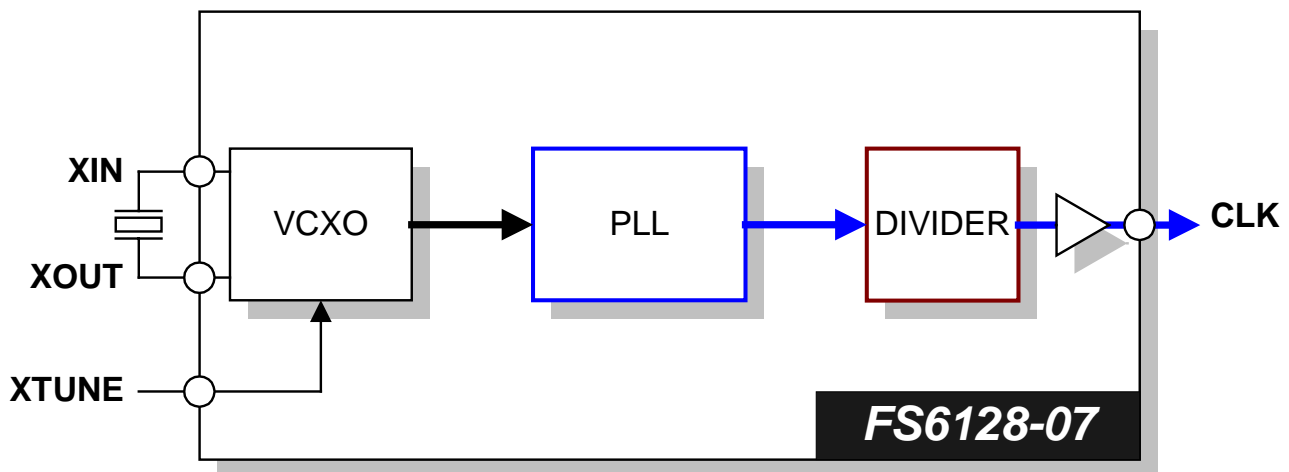 XIN
VCXO
PLL
DIVIDER
CLK
XOUT
XTUNE
FS6128-07